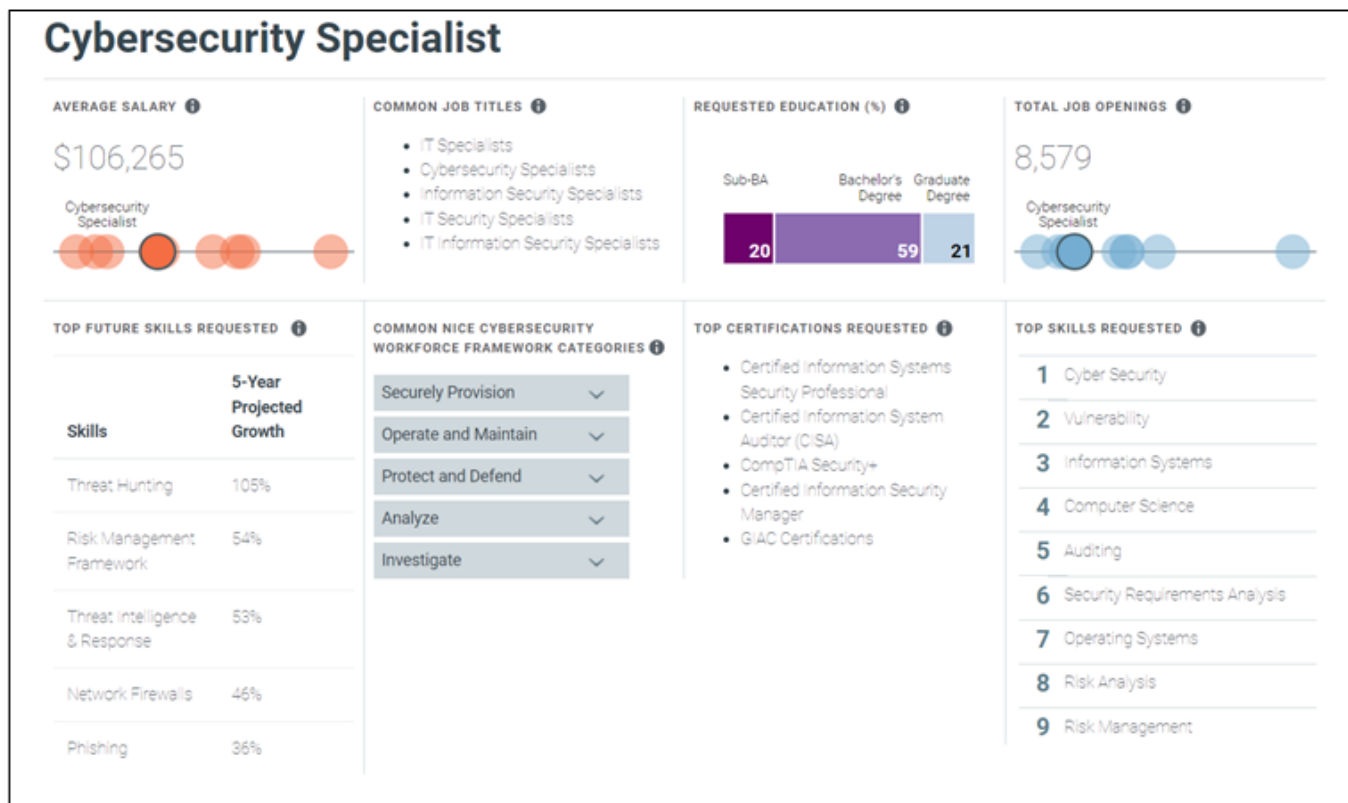 Cybersecurity Specialist
AVERAGE SALARY
$106,265
Cybersecurity
Specialist
COMMON JOB TITLES
• IT Specialists
• Cybersecurity Specialists
• Information Security Specialists
• IT Security Specialists
• IT Information Security Specialists
REQUESTED EDUCATION (%)
Sub-BA
Bachelor's
Degree
Graduate
Degree
20
59
21
TOTAL JOB OPENINGS
8,579
Cybersecurity
Specialist
TOP FUTURE SKILLS REQUESTED
Skills
5-Year
Projected
Growth
Threat Hunting 105%
Risk Management
Framework
54%
Threat Intelligence
& Response
53%
Network Firewalls 46%
Phishing 36%
COMMON NICE CYBERSECURITY
WORKFORCE FRAMEWORK CATEGORIES
Securely Provision
Operate and Maintain
Protect and Defend
Analyze
Investigate
TOP CERTIFICATIONS REQUESTED
• Certified Information Systems
Security Professional
• Certified Information System
Auditor (CISA)
• CompTIA Security+
• Certified Information Security
Manager
• GIAC Certifications
TOP SKILLS REQUESTED
1 Cyber Security
2 Vulnerability
3 Information Systems
4 Computer Science
5 Auditing
6 Security Requirements Analysis
7 Operating Systems
8 Risk Analysis
9 Risk Management